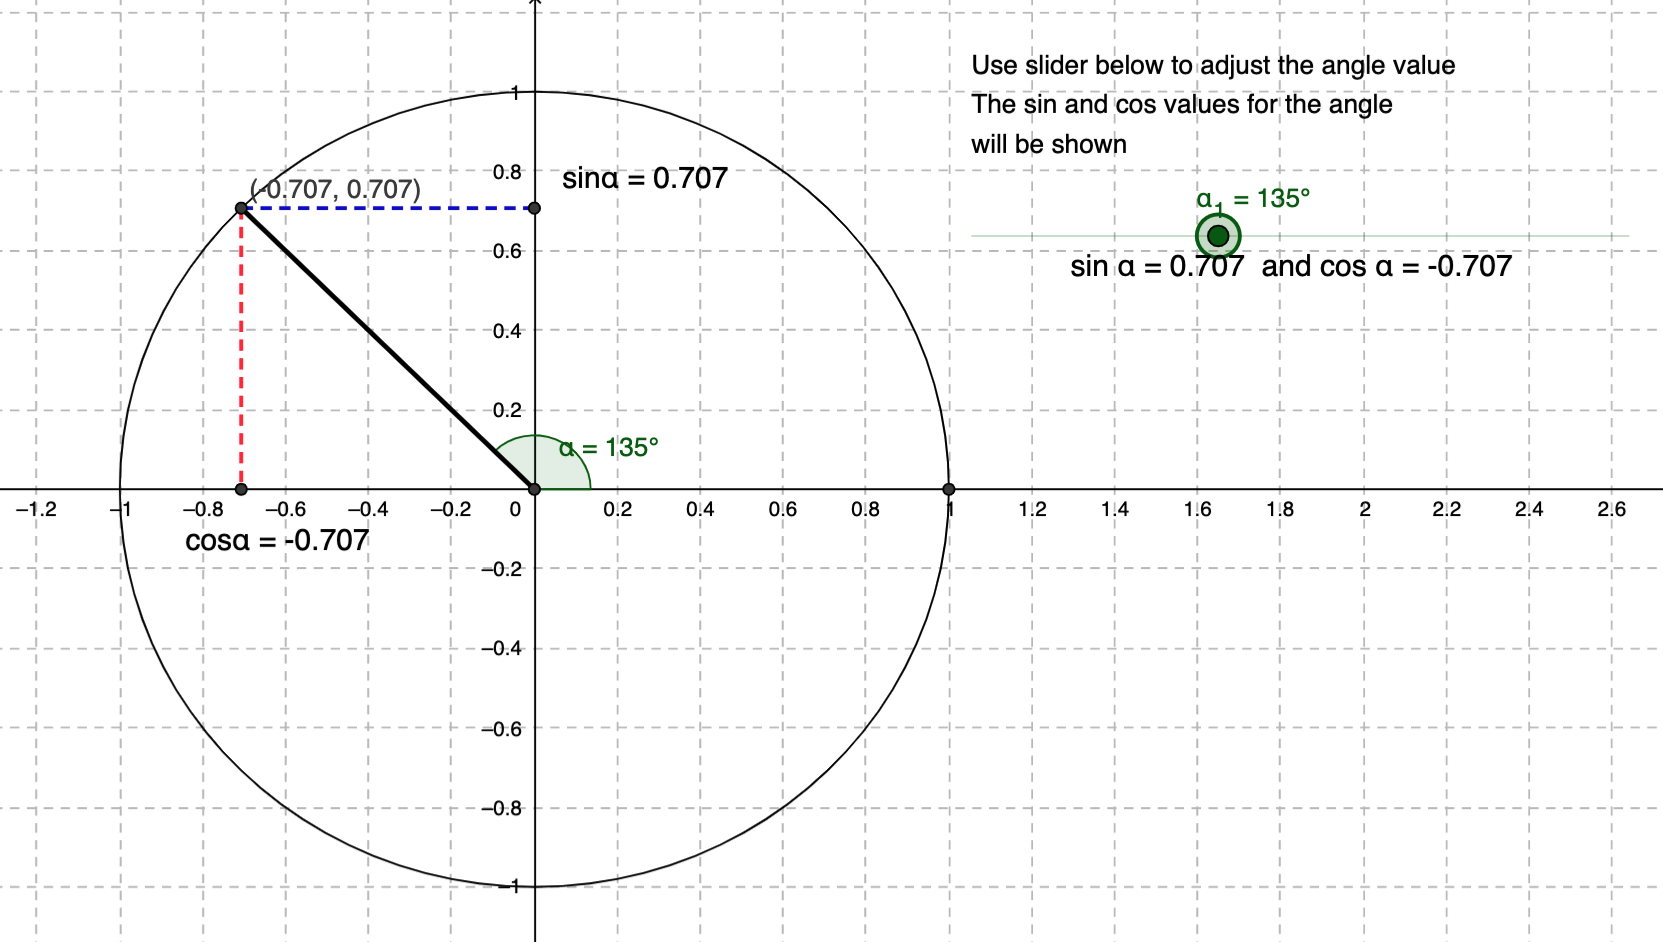 Use slider below to adjust the angle value
The sin and cos values for the angle
will be shown
1
0.8
sinα = 0.707
(-0.707, 0.707)
α₁ = 135°
0.6
sin α = 0.707 and cos α = -0.707
0.4
0.2
α = 135°
−1.2 −1 −0.8 −0.6 −0.4 −0.2 0 0.2 0.4 0.6 0.8 1 1.2 1.4 1.6 1.8 2 2.2 2.4 2.6
cosα = -0.707
−0.2
−0.4
−0.6
−0.8
−1